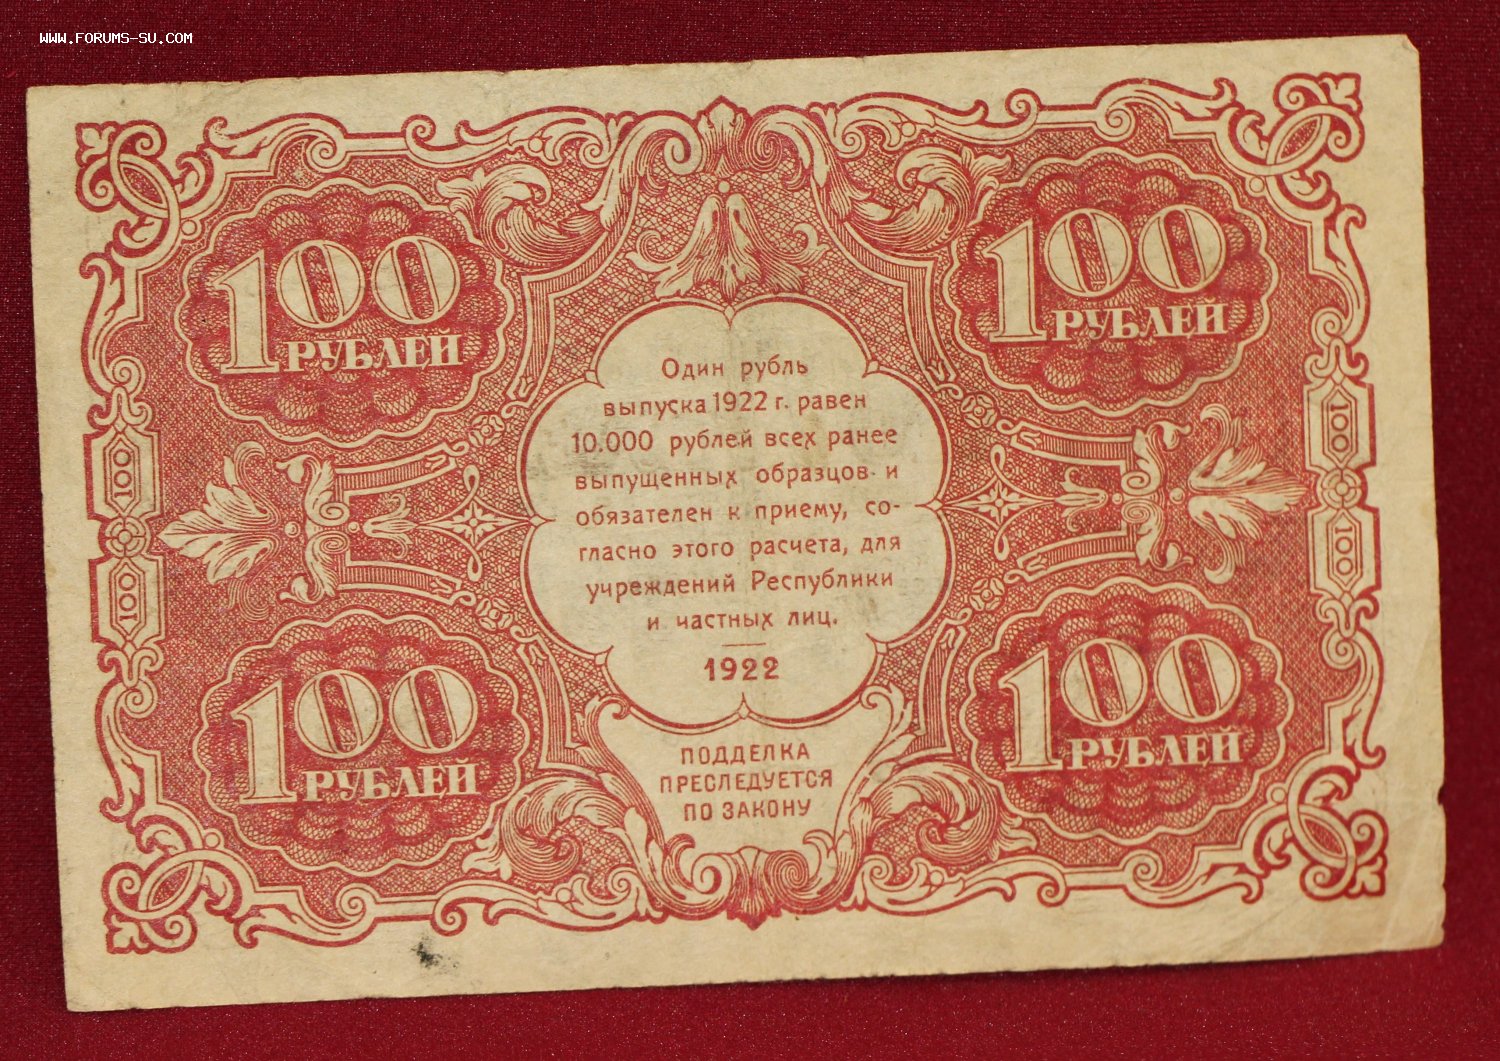 WWW.FORUMS-SU.COM
100
РУБЛЕЙ
100
РУБЛЕЙ
Один рубль
выпуска 1922 г. равен
10.000 рублей всех ранее
выпущенных образцов и
обязателен к приему, со-
гласно этого расчета, для
учреждений Республики
и частных лиц.
1922
100
100
100
100
100
РУБЛЕЙ
100
РУБЛЕЙ
ПОДДЕЛКА
ПРЕСЛЕДУЕТСЯ
ПО ЗАКОНУ